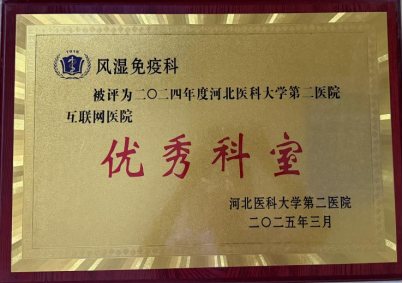 1918
风湿免疫科
被评为二〇二四年度河北医科大学第二医院
互联网医院
优秀科室
河北医科大学第二医院
二〇二五年三月